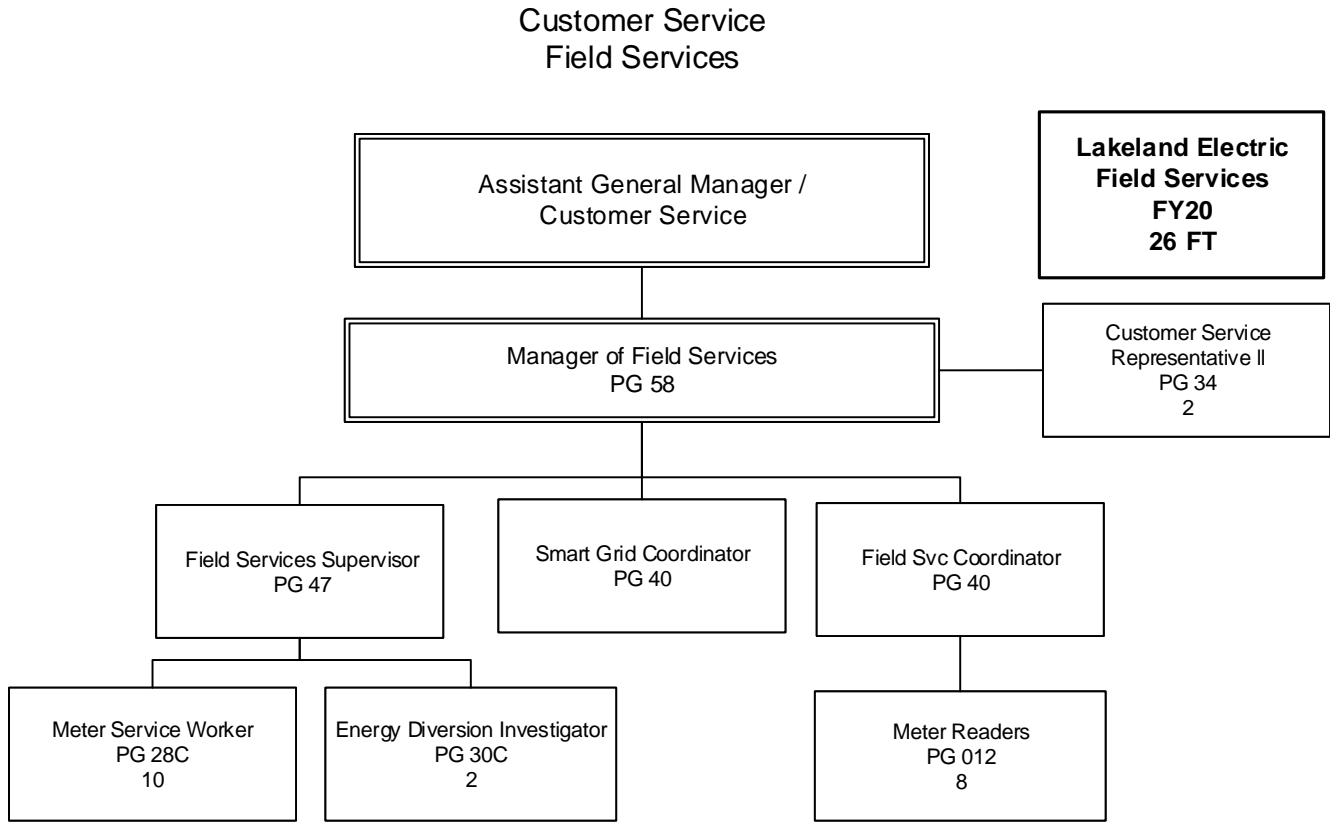 Customer Service
Field Services
Assistant General Manager /
Customer Service
Lakeland Electric
Field Services
FY20
26 FT
Manager of Field Services
PG 58
Customer Service
Representative II
PG 34
2
Field Services Supervisor
PG 47
Smart Grid Coordinator
PG 40
Field Svc Coordinator
PG 40
Meter Service Worker
PG 28C
10
Energy Diversion Investigator
PG 30C
2
Meter Readers
PG 012
8